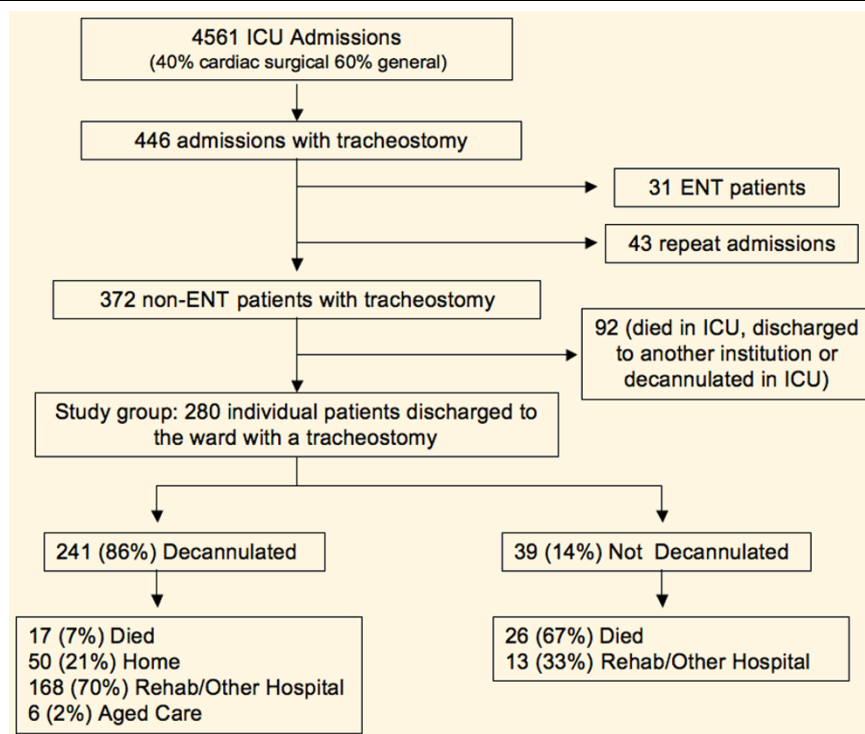 4561 ICU Admissions
(40% cardiac surgical 60% general)
446 admissions with tracheostomy
31 ENT patients
43 repeat admissions
372 non-ENT patients with tracheostomy
92 (died in ICU, discharged
to another institution or
decannulated in ICU)
Study group: 280 individual patients discharged to
the ward with a tracheostomy
241 (86%) Decannulated
39 (14%) Not Decannulated
17 (7%) Died
50 (21%) Home
168 (70%) Rehab/Other Hospital
6 (2%) Aged Care
26 (67%) Died
13 (33%) Rehab/Other Hospital